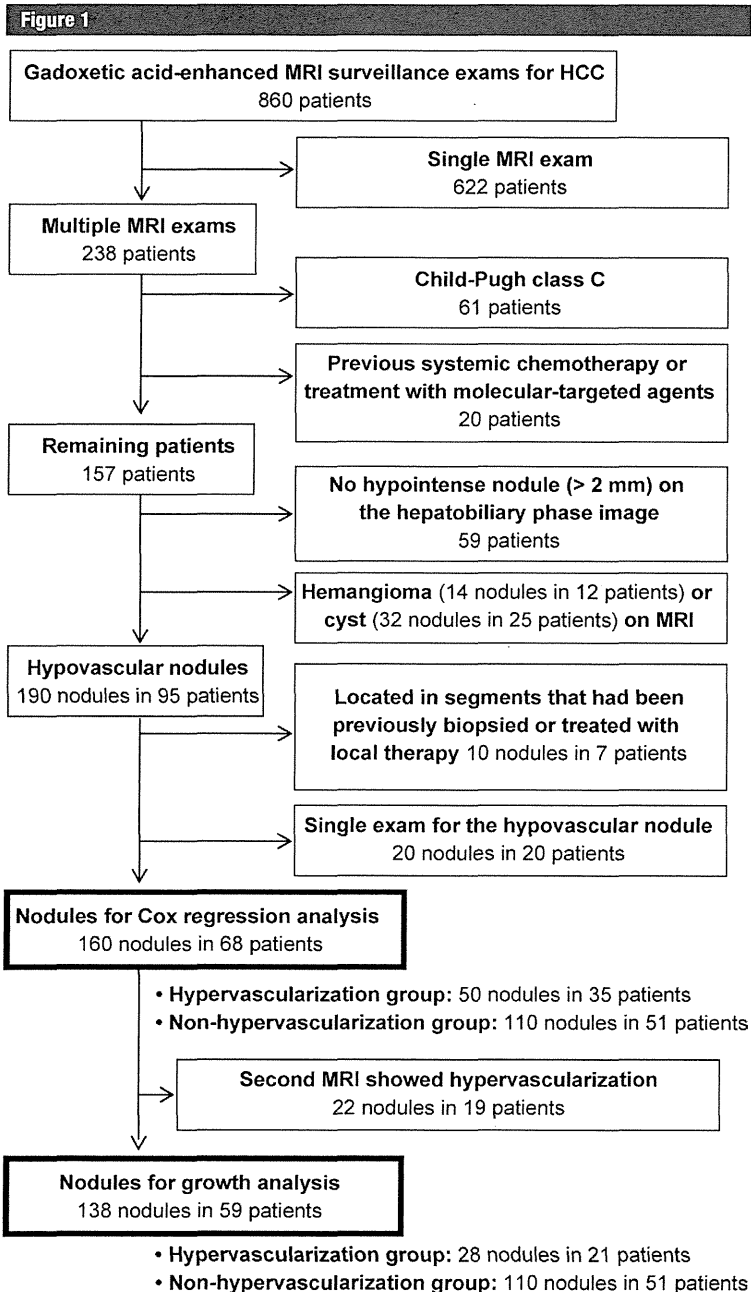 Figure 1
Gadoxetic acid-enhanced MRI surveillance exams for HCC
860 patients
Single MRI exam
622 patients
Multiple MRI exams
238 patients
Child-Pugh class C
61 patients
Previous systemic chemotherapy or
treatment with molecular-targeted agents
20 patients
Remaining patients
157 patients
No hypointense nodule (> 2 mm) on
the hepatobiliary phase image
59 patients
Hemangioma (14 nodules in 12 patients) or
cyst (32 nodules in 25 patients) on MRI
Hypovascular nodules
190 nodules in 95 patients
Located in segments that had been
previously biopsied or treated with
local therapy 10 nodules in 7 patients
Single exam for the hypovascular nodule
20 nodules in 20 patients
Nodules for Cox regression analysis
160 nodules in 68 patients
• Hypervascularization group: 50 nodules in 35 patients
• Non-hypervascularization group: 110 nodules in 51 patients
Second MRI showed hypervascularization
22 nodules in 19 patients
Nodules for growth analysis
138 nodules in 59 patients
• Hypervascularization group: 28 nodules in 21 patients
• Non-hypervascularization group: 110 nodules in 51 patients